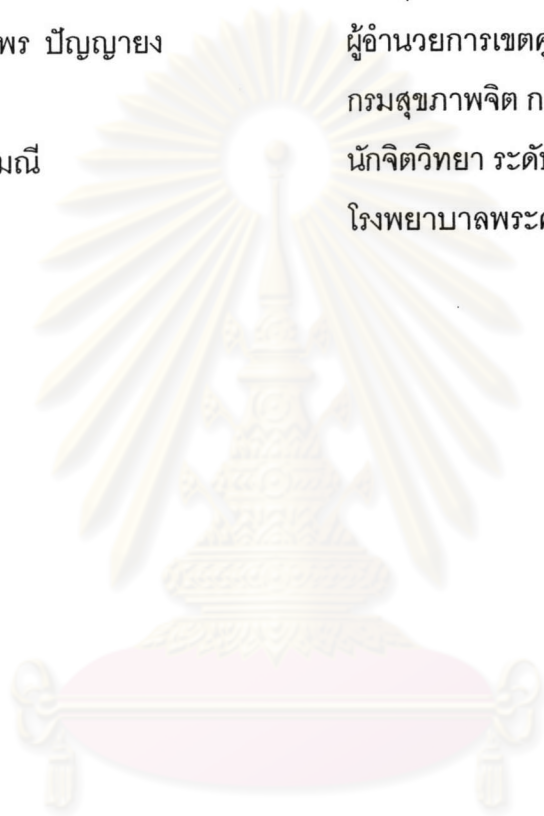 พร ปัญญายง ผู้อำนวยการเขต
กรมสุขภาพจิต ก
มณี นักจิตวิทยา ระดับ
โรงพยาบาลพระ